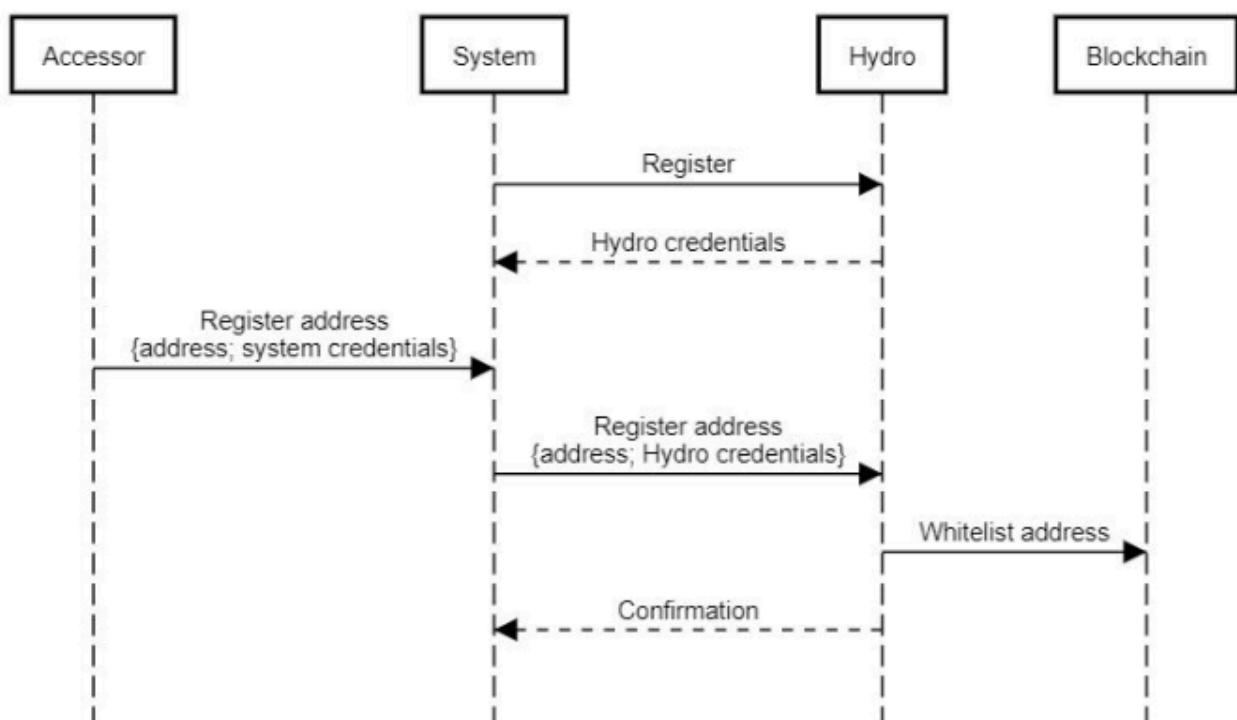 Accessor
System
Hydro
Blockchain
Register
Hydro credentials
Register address
{address; system credentials}
Register address
{address; Hydro credentials}
Whitelist address
Confirmation